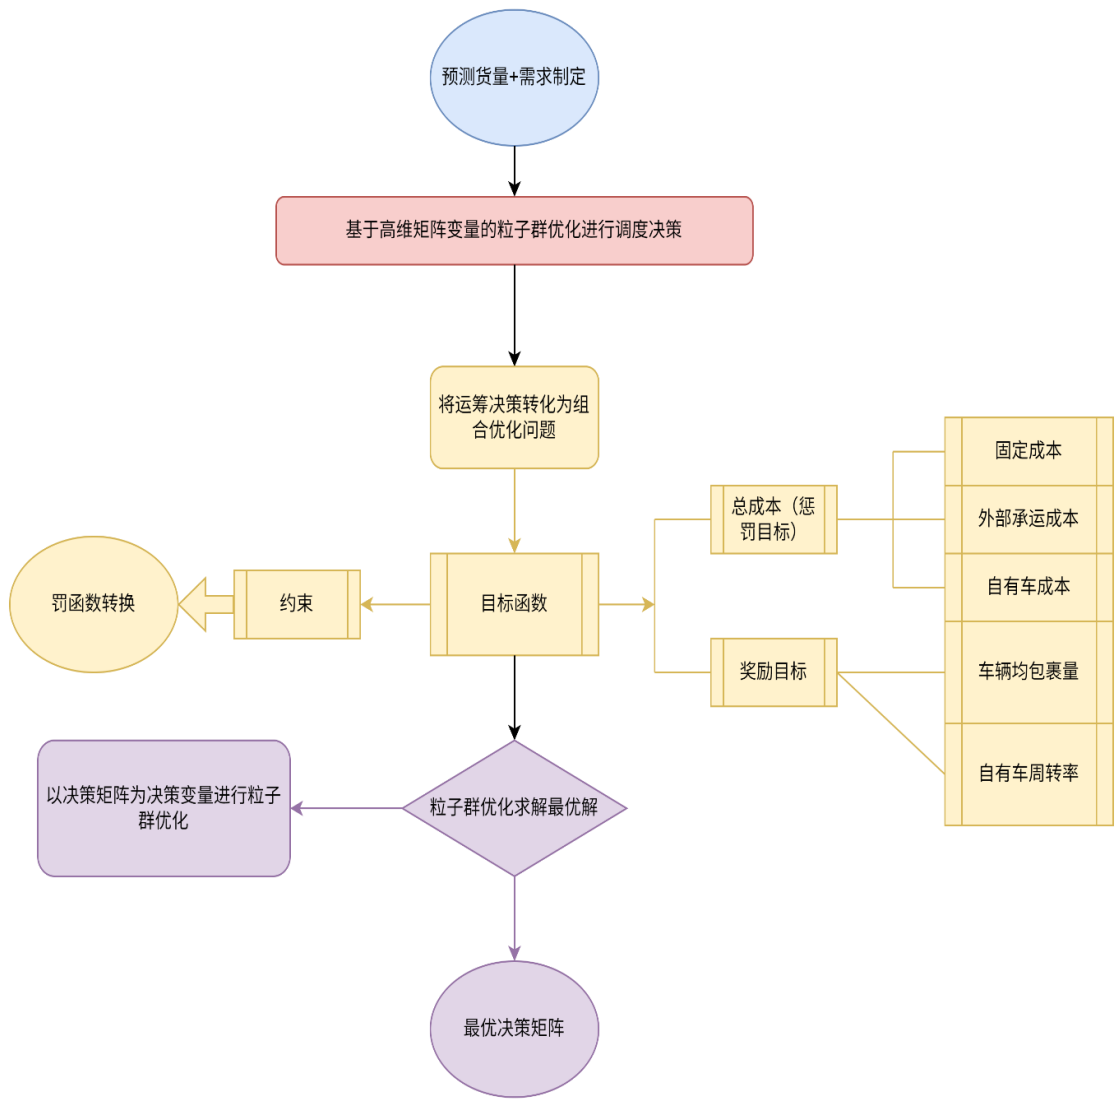 预测货量+需求制定
基于高维矩阵变量的粒子群优化进行调度决策
将运筹决策转化为组
合优化问题
固定成本
总成本（惩
罚目标）
外部承运成本
自有车成本
罚函数转换
约束
目标函数
奖励目标
车辆均包裹量
自有车周转率
以决策矩阵为决策变量进行粒子
群优化
粒子群优化求解最优解
最优决策矩阵